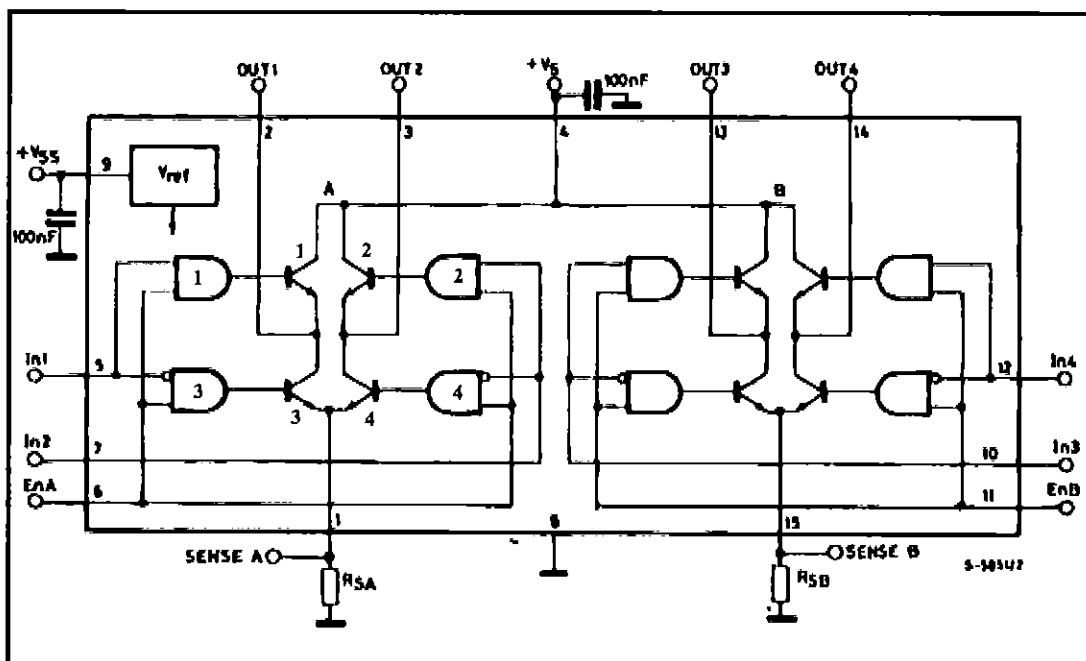 OUT1
OUT2
+Vs
100nF
OUT3
OUT4
2
3
4
13
14
+Vss
9
Vref
100nF
A
B
1
1
2
2
In1
5
3
3
4
4
12
In4
In2
7
10
In3
EnA
6
11
EnB
1
8
15
SENSE A
RSA
RSB
SENSE B